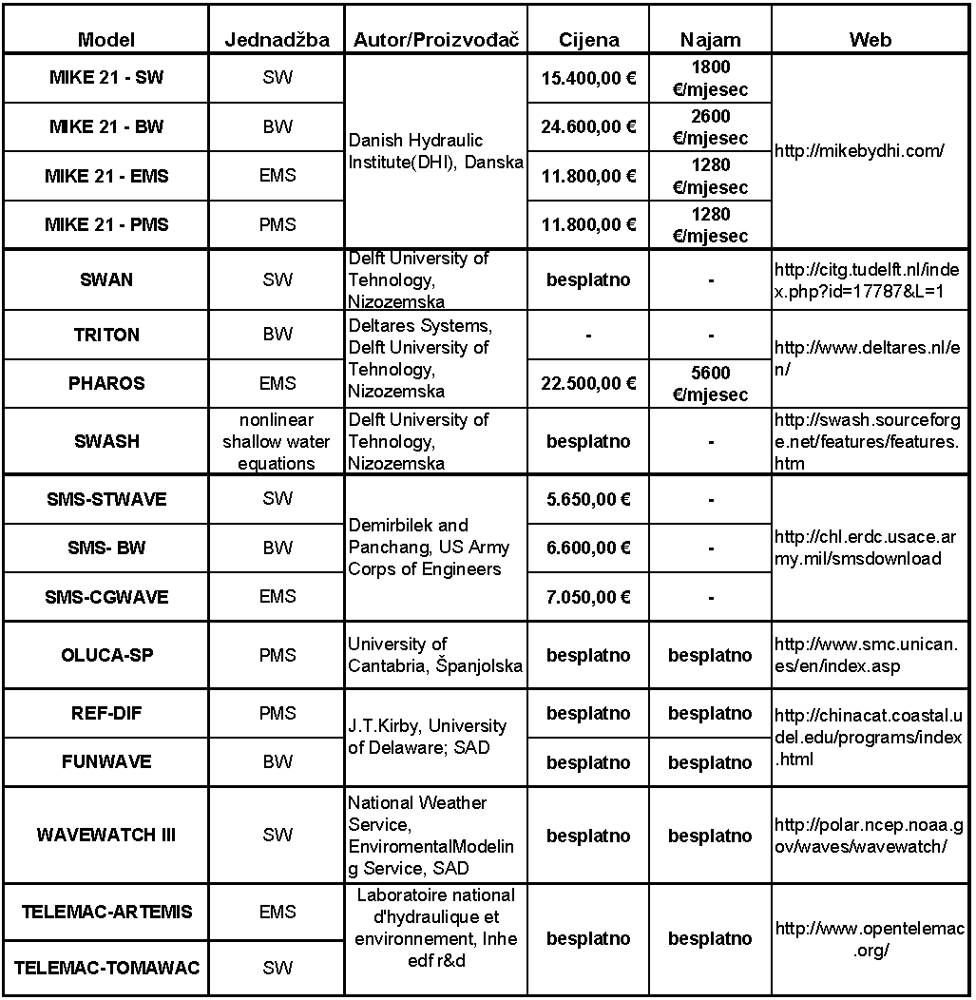 Model Jednadžba Autor/Proizvođač Cijena Najam Web
MIKE 21 - SW SW 15.400,00 € 1800
€/mjesec
MIKE 21 - BW BW 24.600,00 € 2600
€/mjesec
Danish Hydraulic
Institute(DHI), Danska
http://mikebydhi.com/
MIKE 21 - EMS EMS 11.800,00 € 1280
€/mjesec
MIKE 21 - PMS PMS 11.800,00 € 1280
€/mjesec
SWAN SW Delft University of
Tehnology,
Nizozemska
besplatno -
http://citg.tudelft.nl/inde
x.php?id=17787&L=1
TRITON BW Deltares Systems,
Delft University of
Tehnology,
Nizozemska
- -
http://www.deltares.nl/e
n/
PHAROS EMS 22.500,00 € 5600
€/mjesec
SWASH nonlinear
shallow water
equations
Delft University of
Tehnology,
Nizozemska
besplatno -
http://swash.sourceforg
e.net/features/features.
htm
SMS-STWAVE SW 5.650,00 € -
Demirbilek and
Panchang, US Army
Corps of Engineers
SMS- BW BW 6.600,00 € -
http://chl.erdc.usace.ar
my.mil/smsdownload
SMS-CGWAVE EMS 7.050,00 € -
OLUCA-SP PMS University of
Cantabria, Španjolska
besplatno besplatno
http://www.smc.unican.
es/en/index.asp
REF-DIF PMS J.T.Kirby, University
of Delaware; SAD
besplatno besplatno
http://chinacat.coastal.u
del.edu/programs/index
.html
FUNWAVE BW besplatno besplatno
WAVEWATCH III SW National Weather
Service,
EnviromentalModelin
g Service, SAD
besplatno besplatno
http://polar.ncep.noaa.g
ov/waves/wavewatch/
TELEMAC-ARTEMIS EMS Laboratoire national
d'hydraulique et
environnement, lnhe
edf r&d
besplatno besplatno
http://www.opentelemac
.org/
TELEMAC-TOMAWAC SW